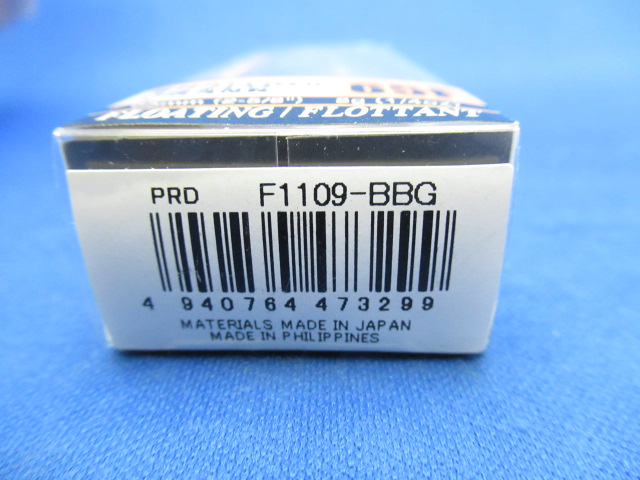 FLOATING / FLOTTANT
PRD F1109-BBG
4 940764 473299
MATERIALS MADE IN JAPAN
MADE IN PHILIPPINES